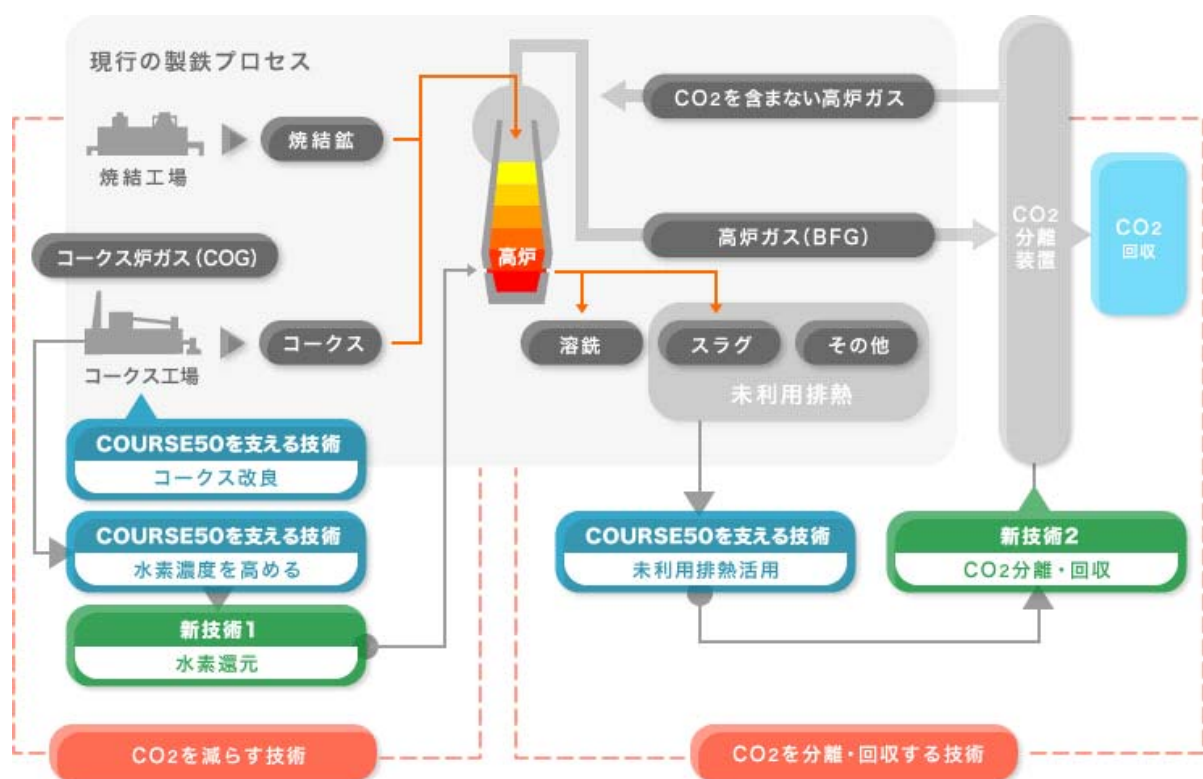 現行の製鉄プロセス
焼結工場
焼結鉱
コークス炉ガス(COG)
コークス工場
コークス
高炉
CO2を含まない高炉ガス
高炉ガス(BFG)
溶銑
スラグ
その他
未利用排熱
CO2
分離
装置
CO2
回収
COURSE50を支える技術
コークス改良
COURSE50を支える技術
水素濃度を高める
新技術1
水素還元
COURSE50を支える技術
未利用排熱活用
新技術2
CO2分離・回収
CO2を減らす技術
CO2を分離・回収する技術